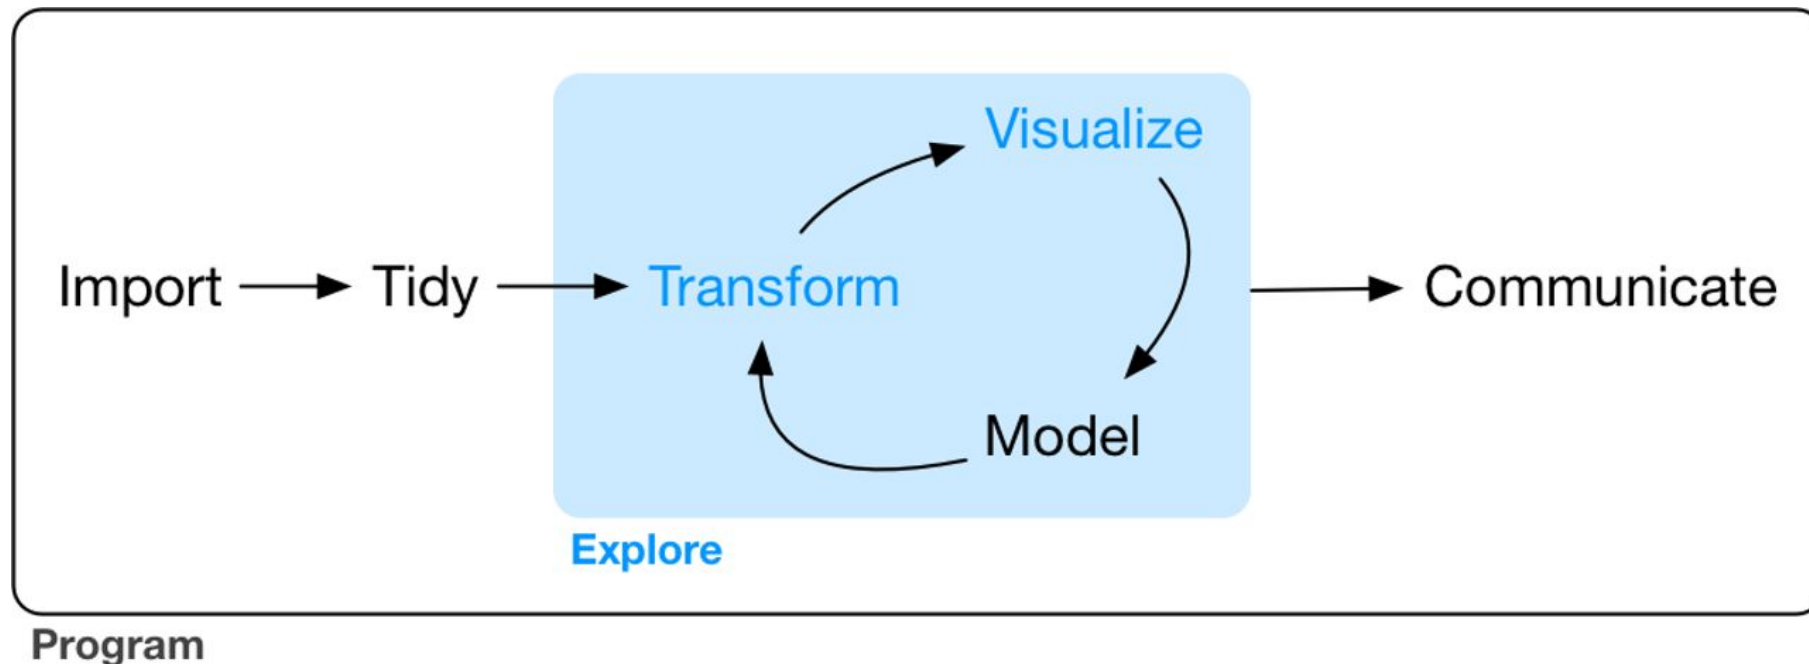 Import
Tidy
Transform
Visualize
Model
Communicate
Explore
Program